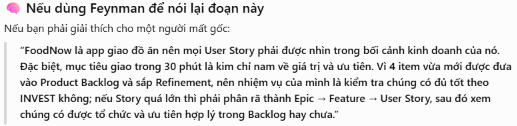 🧠 Nếu dùng Feynman để nói lại đoạn này
Nếu bạn phải giải thích cho một người mất gốc:
“FoodNow là app giao đồ ăn nên mọi User Story phải được nhìn trong bối cảnh kinh doanh của nó.
Đặc biệt, mục tiêu giao trong 30 phút là kim chỉ nam về giá trị và ưu tiên. Vì 4 item vừa mới được đưa
vào Product Backlog và sắp Refinement, nên nhiệm vụ của mình là kiểm tra chúng có đủ tốt theo
INVEST không; nếu Story quá lớn thì phải phân rã thành Epic → Feature → User Story, sau đó xem
chúng có được tổ chức và ưu tiên hợp lý trong Backlog hay chưa.”